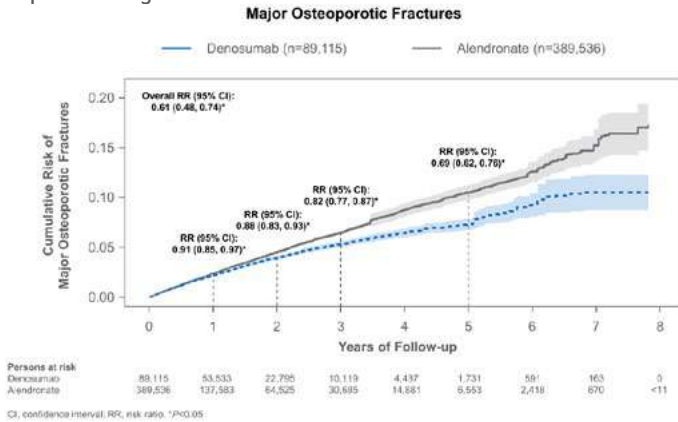 Major Osteoporotic Fractures
Denosumab (n=89,115) Alendronate (n=389,536)
Cumulative Risk of
Major Osteoporotic Fractures
0.20
0.15
0.10
0.05
0.00
Overall RR (95% CI):
0.61 (0.48, 0.74)*
RR (95% CI):
0.69 (0.62, 0.76)*
RR (95% CI):
0.82 (0.77, 0.87)*
RR (95% CI):
0.88 (0.83, 0.93)*
RR (95% CI):
0.91 (0.85, 0.97)*
0 1 2 3 4 5 6 7 8
Years of Follow-up
Persons at risk
Denosumab 89,115 53,533 22,795 10,119 4,437 1,731 591 163 0
Alendronate 389,536 137,583 64,525 30,685 14,881 6,553 2,418 670 <11
CI, confidence interval; RR, risk ratio. *P<0.05